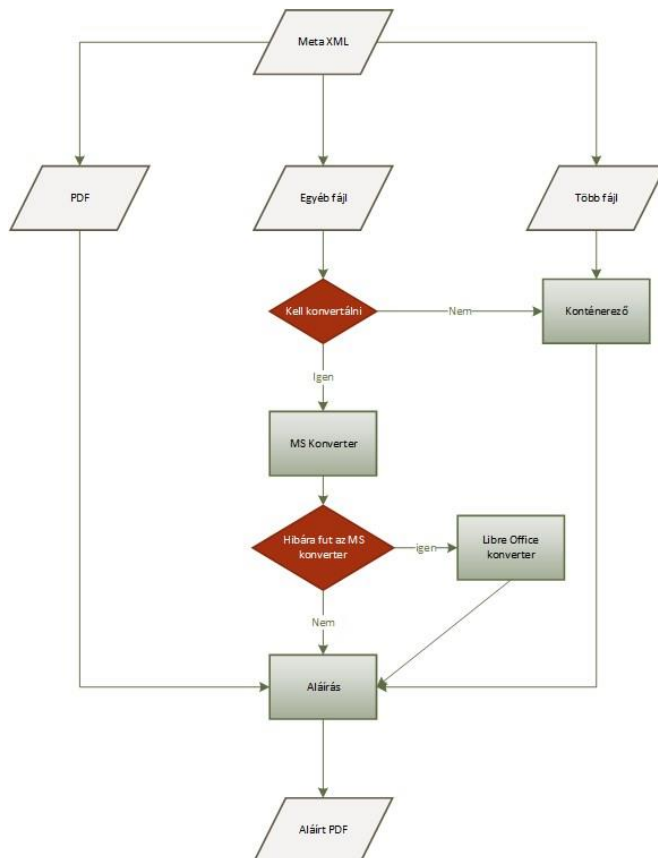 Meta XML
PDF
Egyéb fájl
Több fájl
Kell konvertálni
Nem
Konténerező
Igen
MS Konverter
Hibára fut az MS
konverter
igen
Libre Office
konverter
Nem
Aláírás
Aláírt PDF